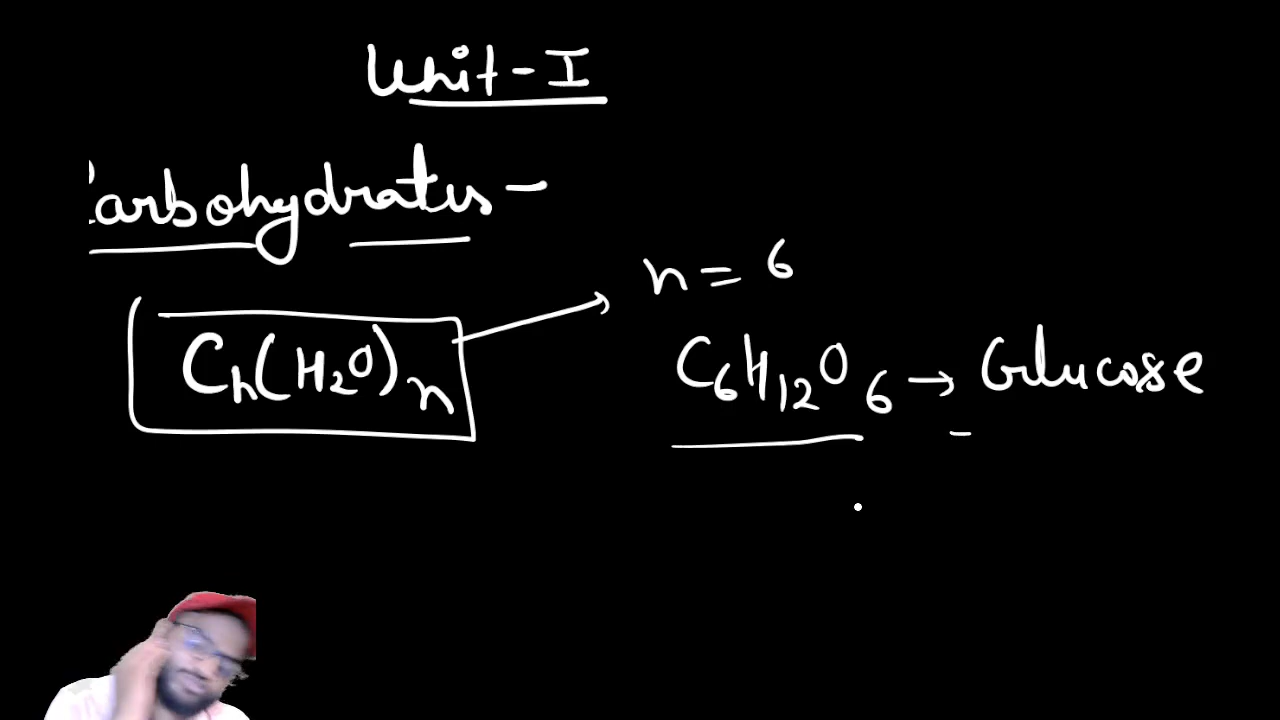 Unit - I
Carbohydrates -
n = 6
Cn(H2O)n
C6H12O6 → Glucose